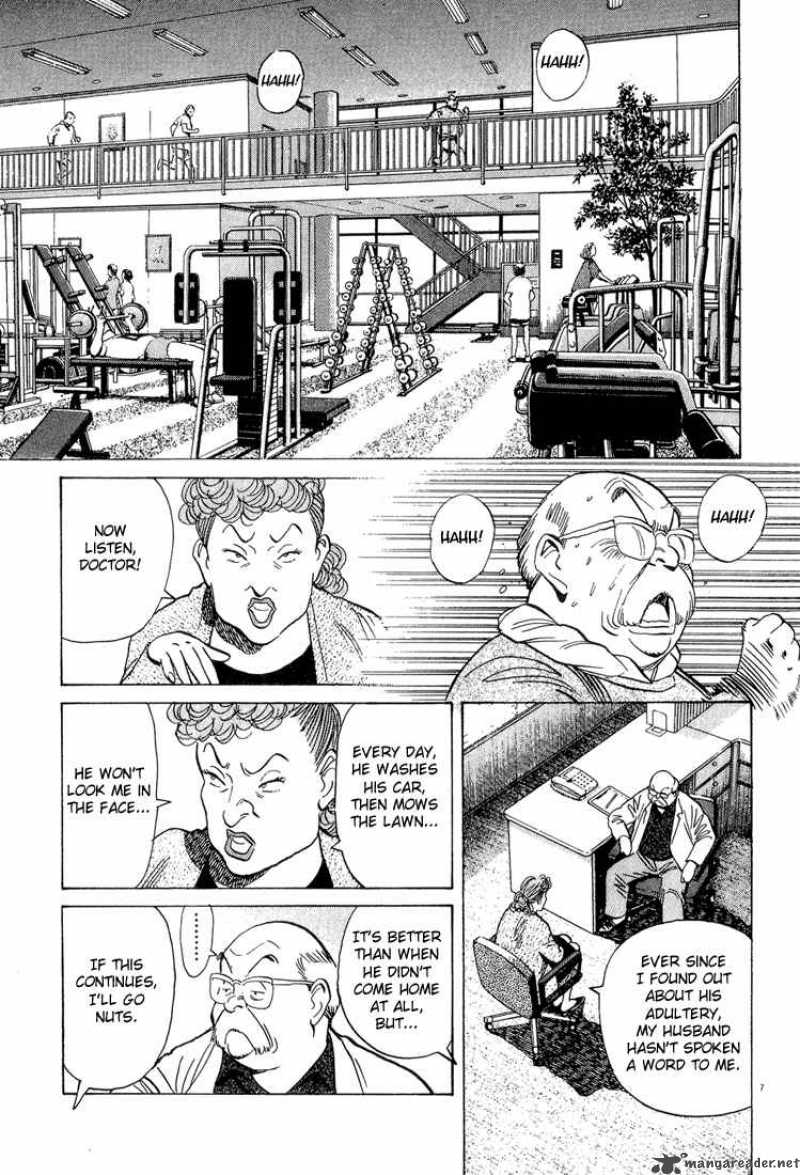 HAHH!
HAHH!
HAHH!
HAHH!
NOW
LISTEN,
DOCTOR!
EVER SINCE
I FOUND OUT
ABOUT HIS
ADULTERY,
MY HUSBAND
HASN'T SPOKEN
A WORD TO ME.
EVERY DAY,
HE WASHES
HIS CAR,
THEN MOWS
THE LAWN...
HE WON'T
LOOK ME IN
THE FACE...
IT'S BETTER
THAN WHEN
HE DIDN'T
COME HOME
AT ALL,
BUT...
......
IF THIS
CONTINUES,
I'LL GO
NUTS.
7
mangareader.net